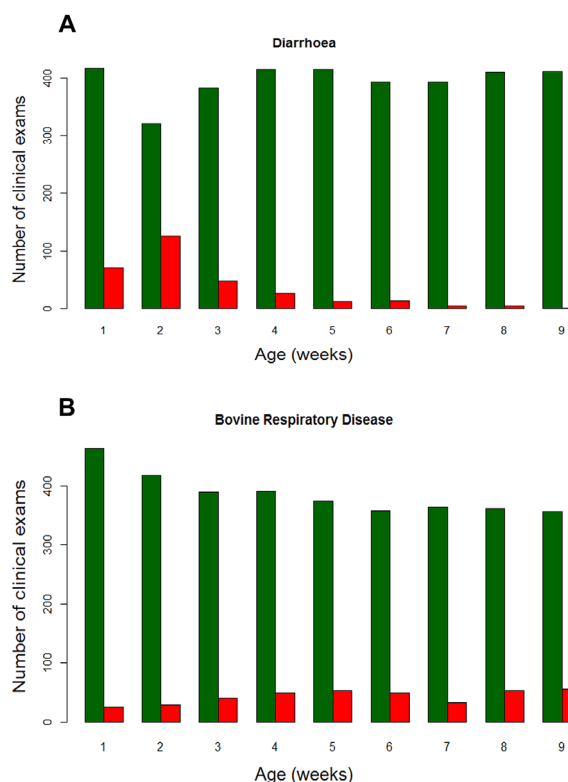 A
Diarrhoea
Number of clinical exams
400
300
200
100
0
1 2 3 4 5 6 7 8 9
Age (weeks)
B
Bovine Respiratory Disease
Number of clinical exams
400
300
200
100
0
1 2 3 4 5 6 7 8 9
Age (weeks)